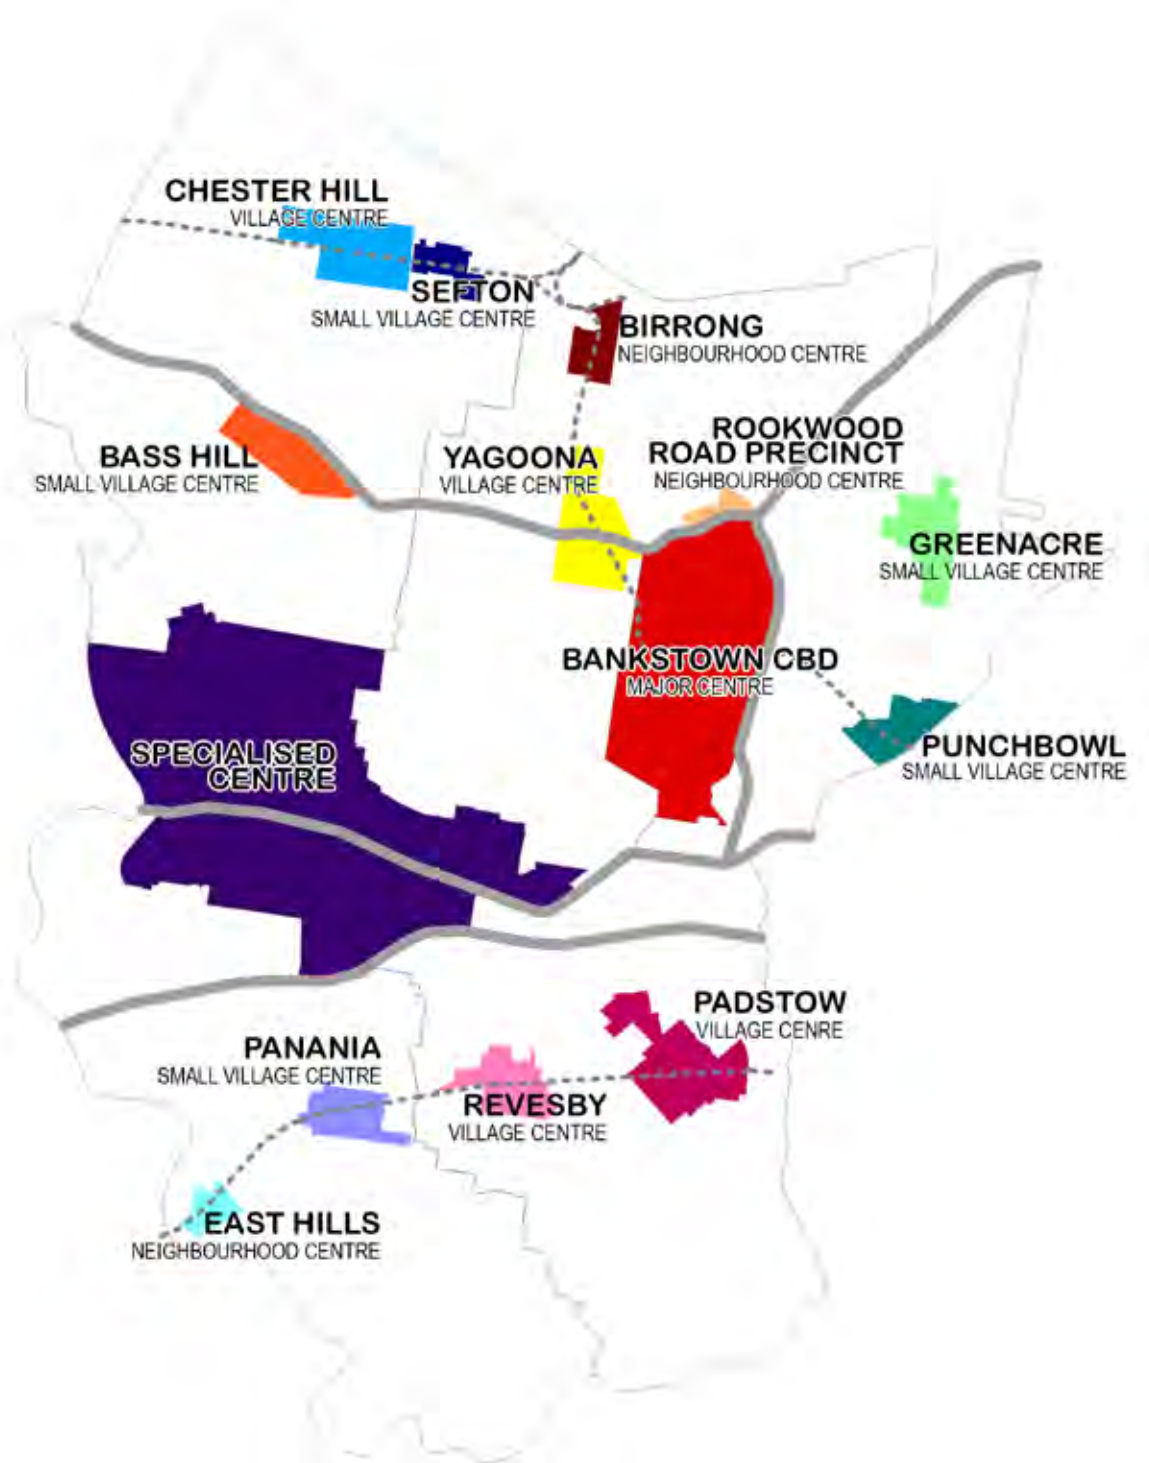 CHESTER HILL
VILLAGE CENTRE
SEFTON
SMALL VILLAGE CENTRE
BIRRONG
NEIGHBOURHOOD CENTRE
BASS HILL
SMALL VILLAGE CENTRE
YAGOONA
VILLAGE CENTRE
ROOKWOOD
ROAD PRECINCT
NEIGHBOURHOOD CENTRE
GREENACRE
SMALL VILLAGE CENTRE
BANKSTOWN CBD
MAJOR CENTRE
SPECIALISED
CENTRE
PUNCHBOWL
SMALL VILLAGE CENTRE
PADSTOW
VILLAGE CENRE
PANANIA
SMALL VILLAGE CENTRE
REVESBY
VILLAGE CENTRE
EAST HILLS
NEIGHBOURHOOD CENTRE